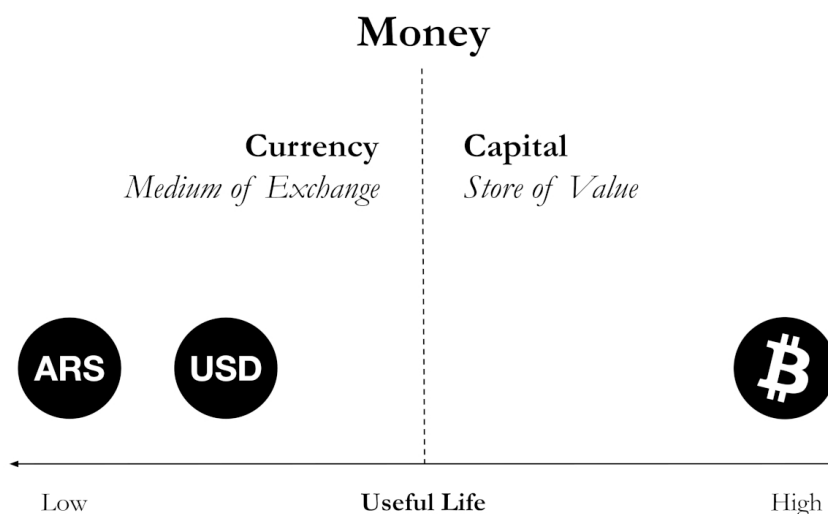 Money
Currency
Medium of Exchange
Capital
Store of Value
ARS
USD
₿
Low
Useful Life
High